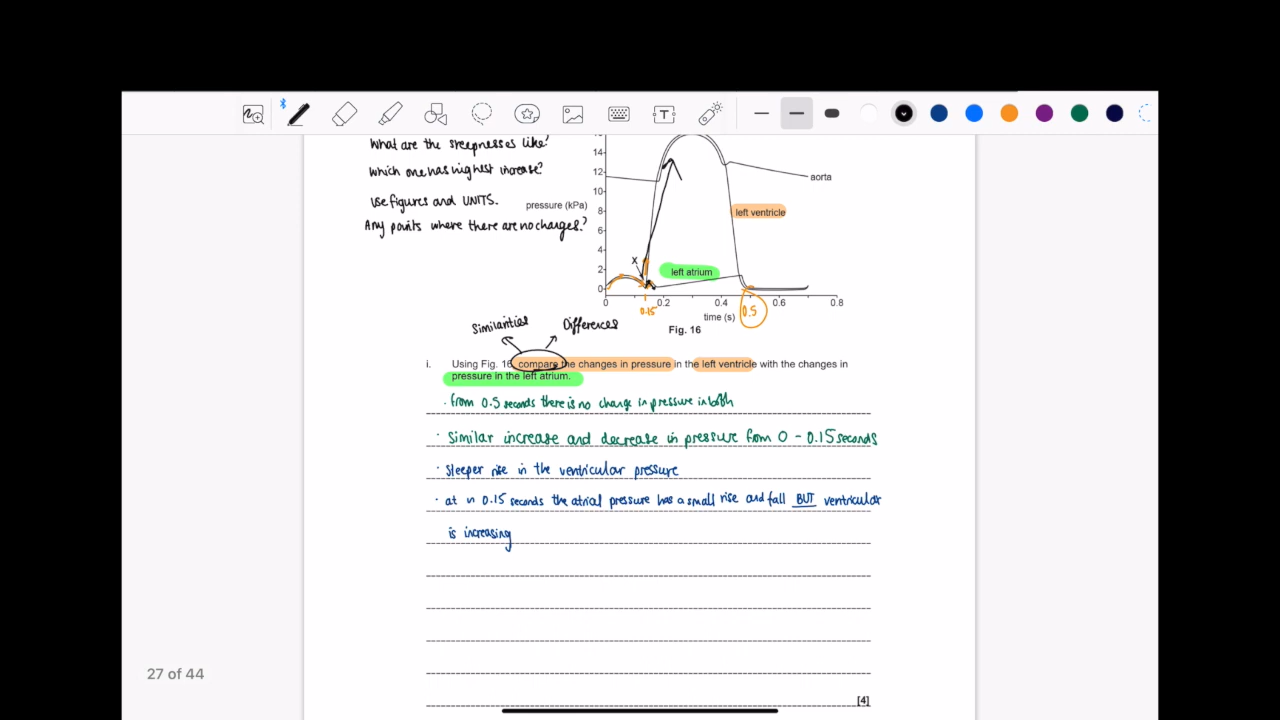 What are the steepnesses like?
which one has highest increase?
use figures and UNITS.
Any points where there are no changes?
pressure (kPa)
14
12
10
8
6
4
2
0
0
0.2
0.4
0.6
0.8
X
0.15
0.5
aorta
left ventricle
left atrium
time (s)
Fig. 16
Similarities
Differences
i. Using Fig. 16, compare the changes in pressure in the left ventricle with the changes in
pressure in the left atrium.
· from 0.5 seconds there is no change in pressure in both
· Similar increase and decrease in pressure from 0 - 0.15 seconds
· steeper rise in the ventricular pressure
· at ~ 0.15 seconds the atrial pressure has a small rise and fall BUT ventricular
is increasing
[4]
27 of 44